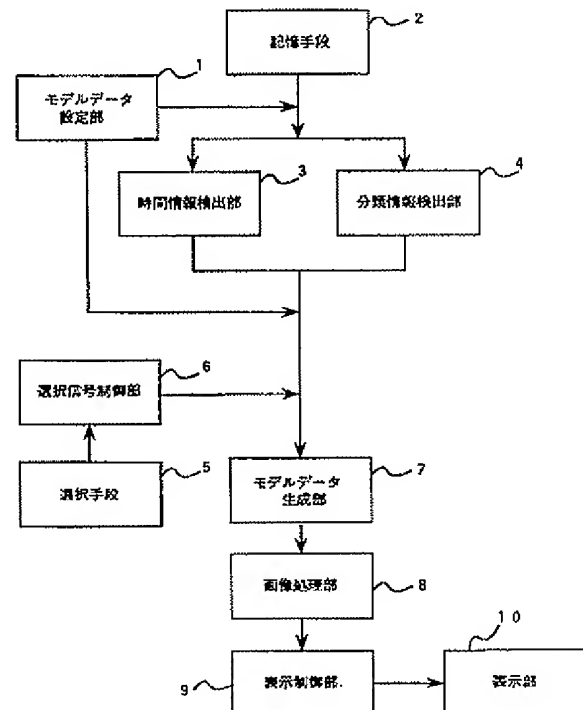 2
記憶手段
1
モデルデータ
設定部
3
時間情報検出部
4
分類情報検出部
6
選択信号制御部
5
選択手段
7
モデルデータ
生成部
8
画像処理部
9
表示制御部.
10
表示部